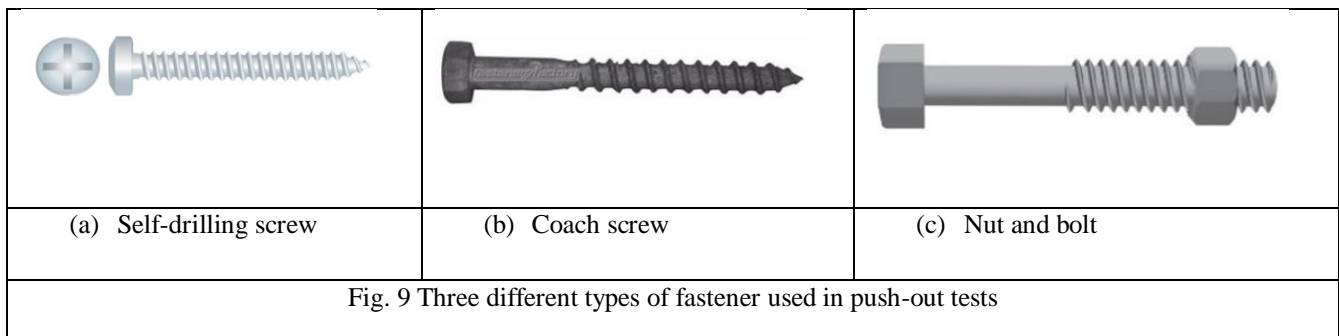 (a) Self-drilling screw
(b) Coach screw
(c) Nut and bolt
Fig. 9 Three different types of fastener used in push-out tests